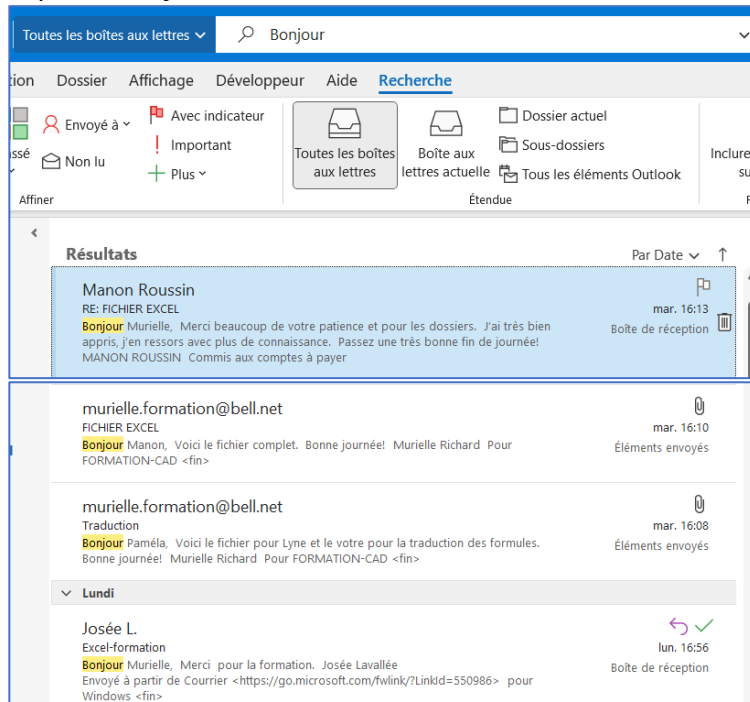 Toutes les boîtes aux lettres
Bonjour
tion Dossier Affichage Développeur Aide Recherche
ssé
Envoyé à
Non lu
Avec indicateur
Important
Plus
Affiner
Toutes les boîtes
aux lettres
Boîte aux
lettres actuelle
Dossier actuel
Sous-dossiers
Tous les éléments Outlook
Étendue
Inclure
su
Résultats
Par Date
Manon Roussin
RE: FICHIER EXCEL
mar. 16:13
Bonjour Murielle, Merci beaucoup de votre patience et pour les dossiers. J'ai très bien
Boîte de réception
appris, j'en ressors avec plus de connaissance. Passez une très bonne fin de journée!
MANON ROUSSIN Commis aux comptes à payer
murielle.formation@bell.net
FICHIER EXCEL
mar. 16:10
Bonjour Manon, Voici le fichier complet. Bonne journée! Murielle Richard Pour
Éléments envoyés
FORMATION-CAD <fin>
murielle.formation@bell.net
Traduction
mar. 16:08
Bonjour Paméla, Voici le fichier pour Lyne et le votre pour la traduction des formules.
Éléments envoyés
Bonne journée! Murielle Richard Pour FORMATION-CAD <fin>
Lundi
Josée L.
Excel-formation
lun. 16:56
Bonjour Murielle, Merci pour la formation. Josée Lavallée
Boîte de réception
Envoyé à partir de Courrier <https://go.microsoft.com/fwlink/?LinkId=550986> pour
Windows <fin>